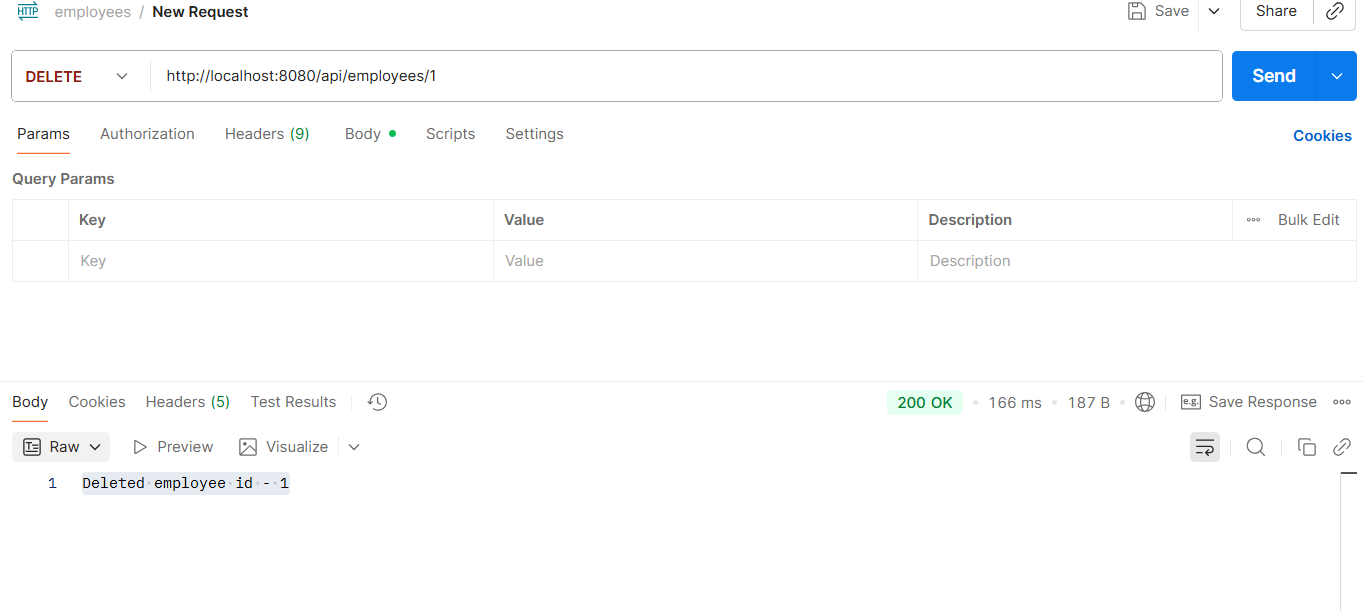 HTTP employees / New Request Save Share
DELETE http://localhost:8080/api/employees/1 Send
Params Authorization Headers (9) Body Scripts Settings Cookies
Query Params
Key Value Description Bulk Edit
Key Value Description
Body Cookies Headers (5) Test Results 200 OK 166 ms 187 B e.g. Save Response
Raw Preview Visualize
1 Deleted employee id - 1